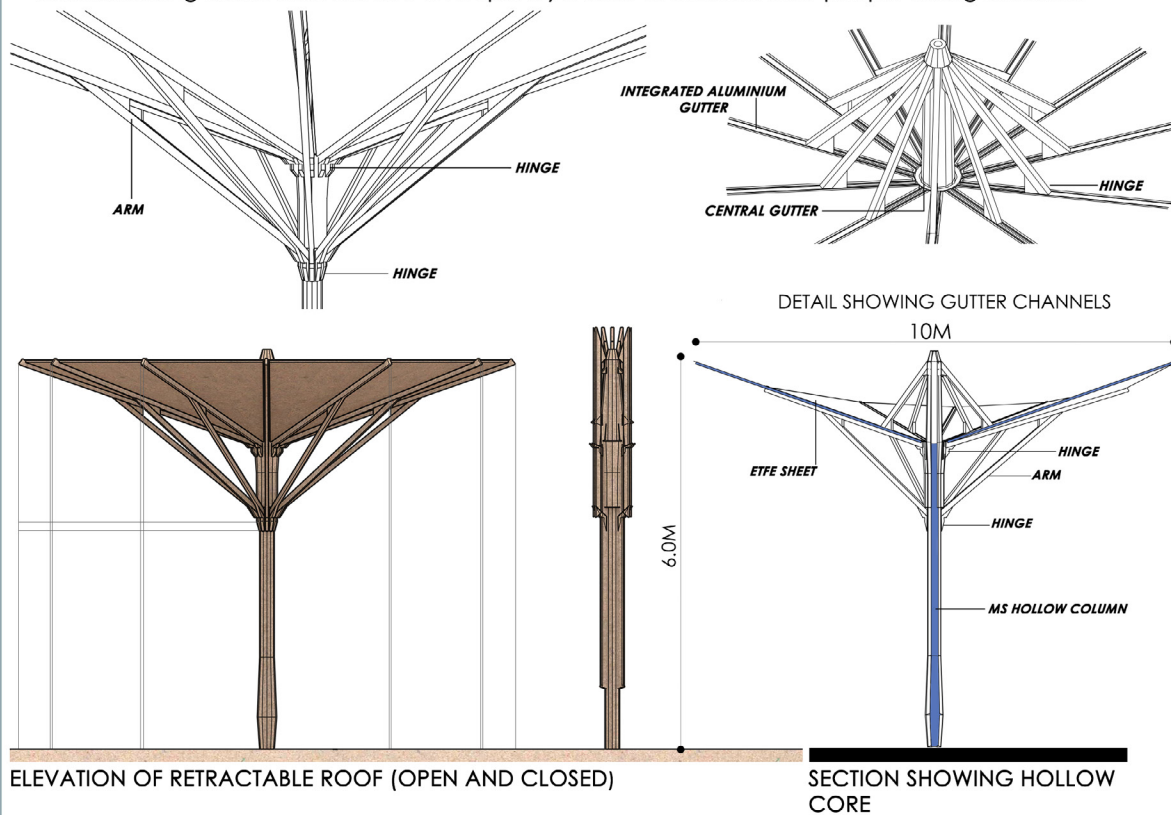 INTEGRATED ALUMINIUM
GUTTER
HINGE
HINGE
ARM
CENTRAL GUTTER
HINGE
DETAIL SHOWING GUTTER CHANNELS
10M
HINGE
ETFE SHEET
ARM
HINGE
6.0M
MS HOLLOW COLUMN
ELEVATION OF RETRACTABLE ROOF (OPEN AND CLOSED)
SECTION SHOWING HOLLOW
CORE